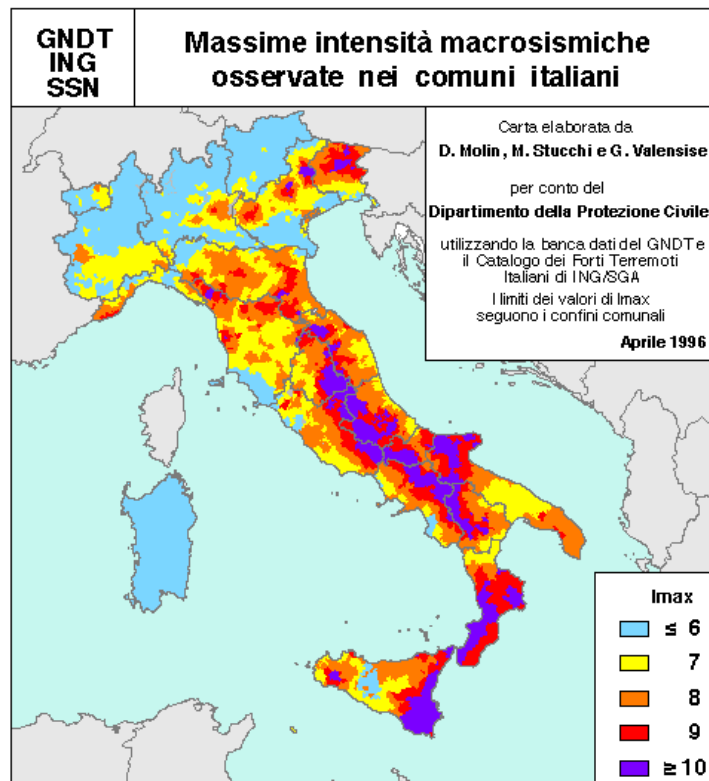 GNDT
ING
SSN
Massime intensità macrosismiche
osservate nei comuni italiani
Carta elaborata da
D. Molin, M. Stucchi e G. Valensise
per conto del
Dipartimento della Protezione Civile
utilizzando la banca dati del GNDT e
il Catalogo dei Forti Terremoti
Italiani di ING/SGA
I limiti dei valori di Imax
seguono i confini comunali
Aprile 1996
Imax
≤ 6
7
8
9
≥10